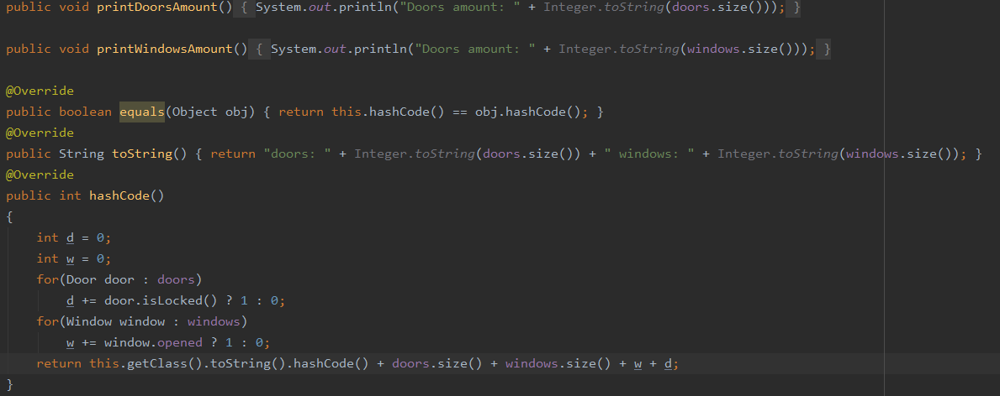 public void printDoorsAmount() { System.out.println("Doors amount: " + Integer.toString(doors.size())); }
public void printWindowsAmount() { System.out.println("Doors amount: " + Integer.toString(windows.size())); }
@Override
public boolean equals(Object obj) { return this.hashCode() == obj.hashCode(); }
@Override
public String toString() { return "doors: " + Integer.toString(doors.size()) + " windows: " + Integer.toString(windows.size()); }
@Override
public int hashCode()
{
int d = 0;
int w = 0;
for(Door door : doors)
d += door.isLocked() ? 1 : 0;
for(Window window : windows)
w += window.opened ? 1 : 0;
return this.getClass().toString().hashCode() + doors.size() + windows.size() + w + d;
}